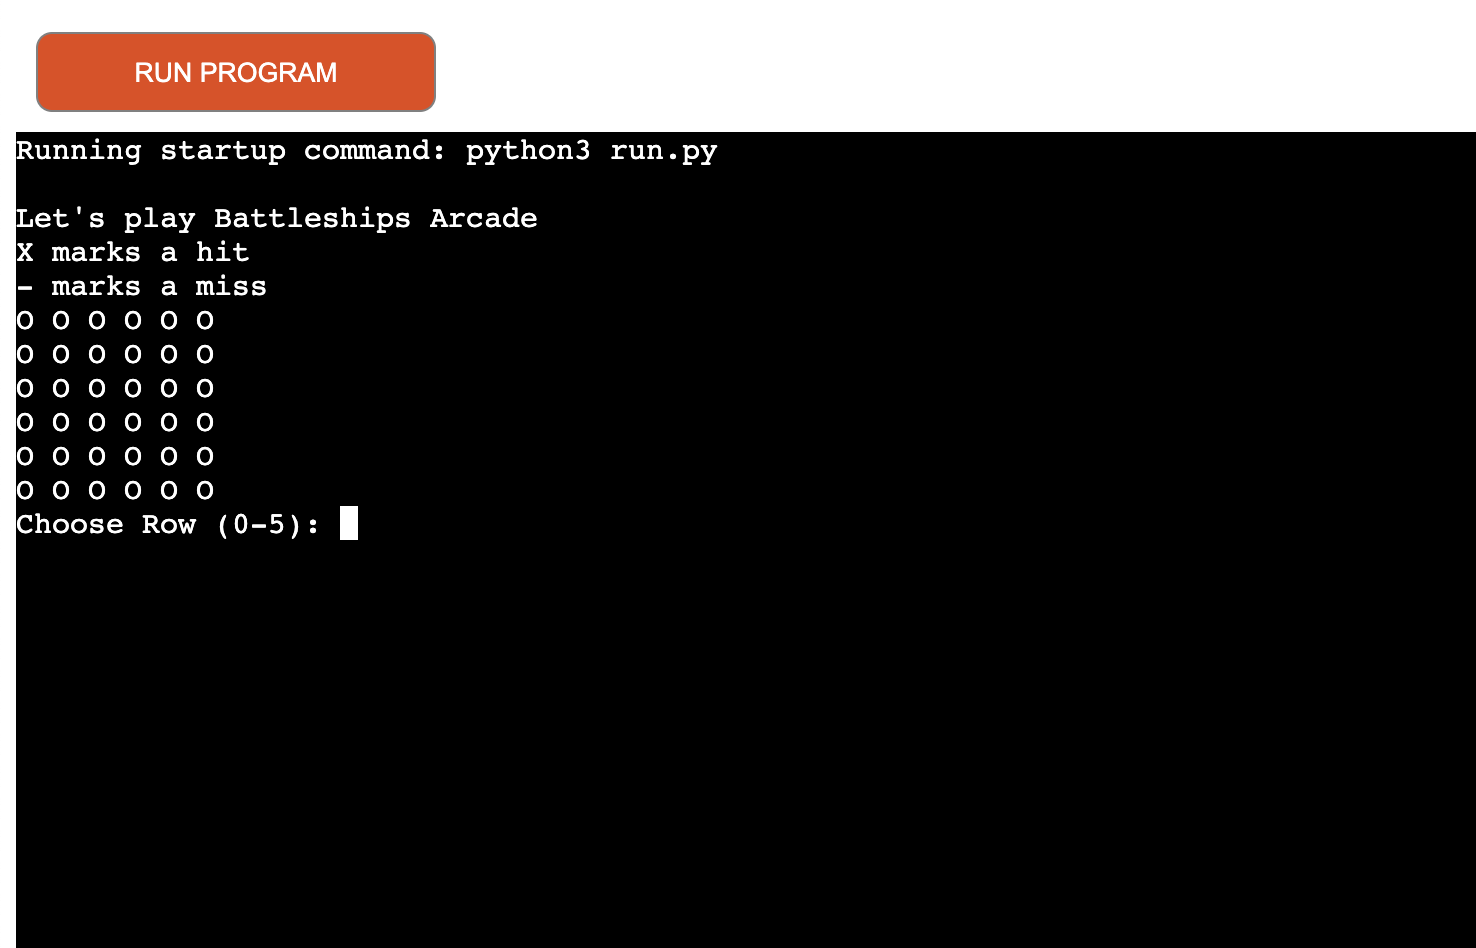 RUN PROGRAM
Running startup command: python3 run.py
Let's play Battleships Arcade
X marks a hit
- marks a miss
O O O O O O
O O O O O O
O O O O O O
O O O O O O
O O O O O O
O O O O O O
Choose Row (0-5):